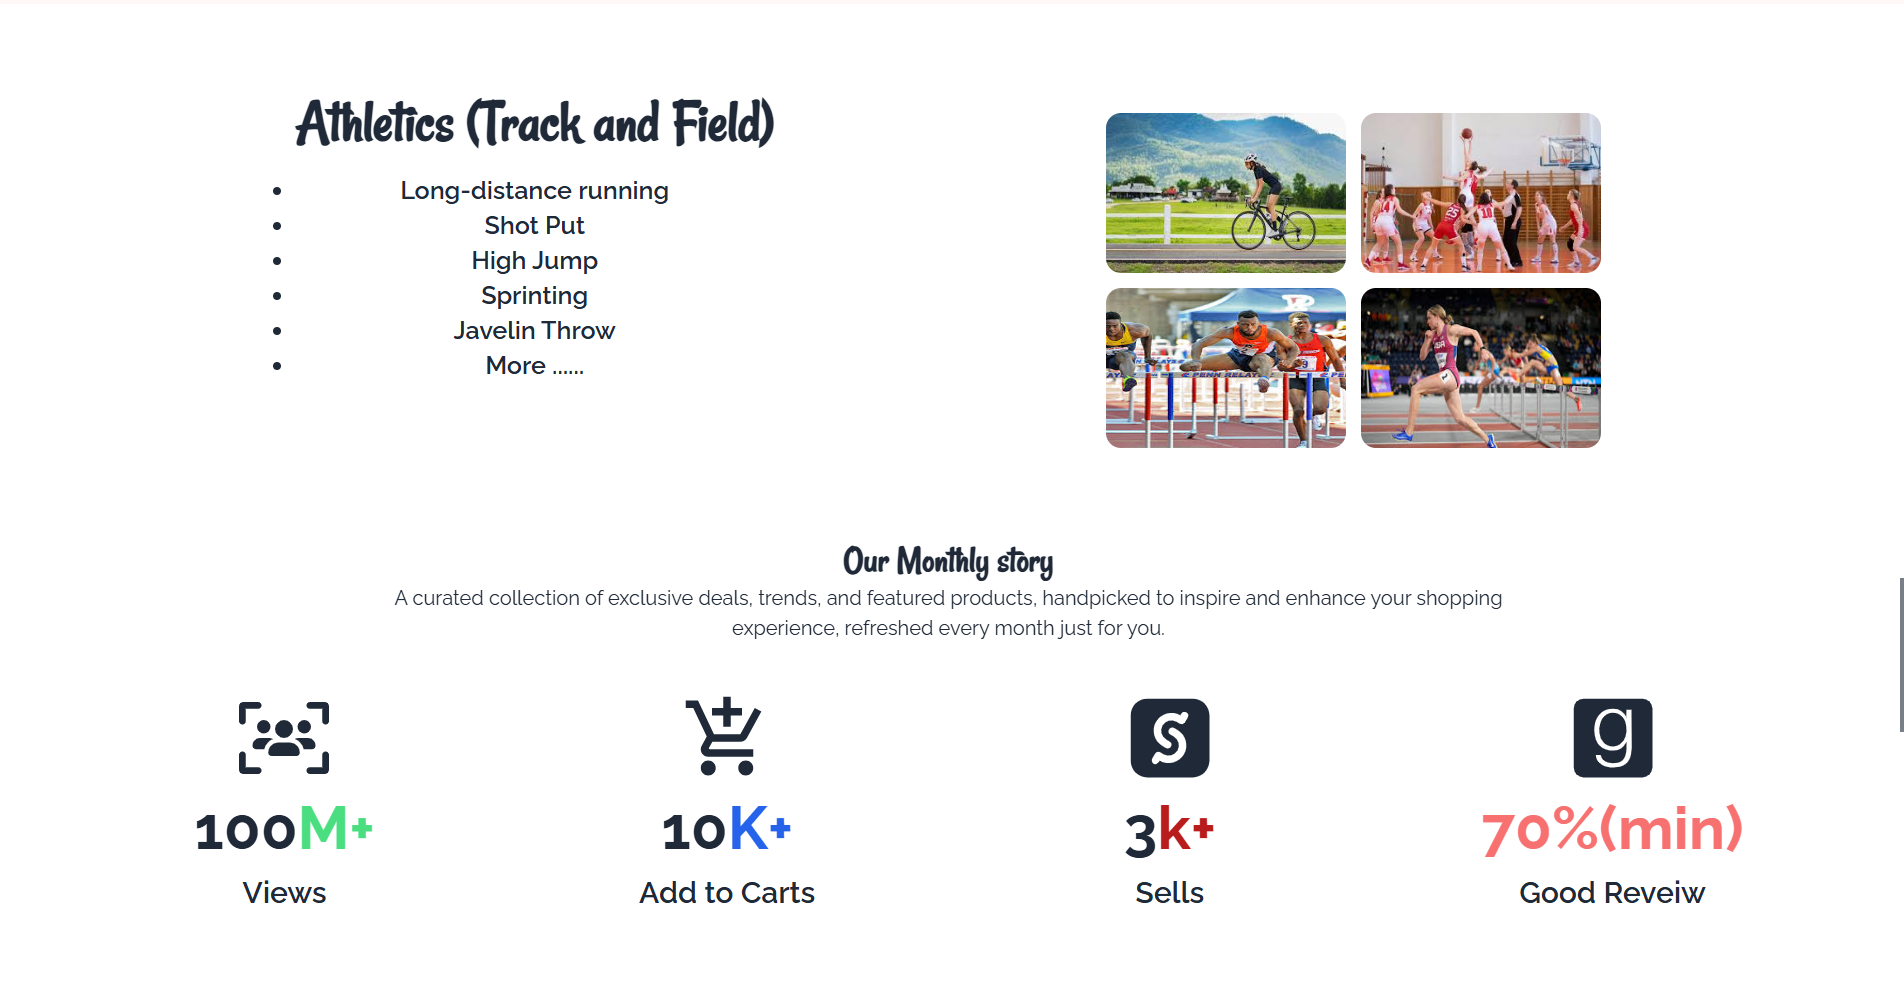 Athletics (Track and Field)
Long-distance running
Shot Put
High Jump
Sprinting
Javelin Throw
More ......
Our Monthly story
A curated collection of exclusive deals, trends, and featured products, handpicked to inspire and enhance your shopping
experience, refreshed every month just for you.
100M+
Views
10K+
Add to Carts
3k+
Sells
70%(min)
Good Reveiw